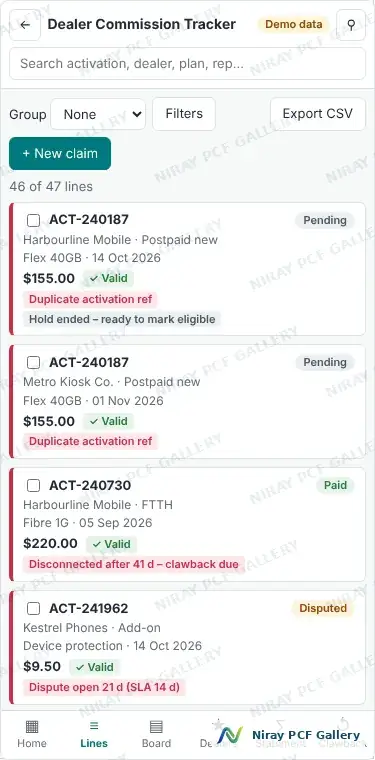 ← Dealer Commission Tracker Demo data
Search activation, dealer, plan, rep...
Group None Filters Export CSV
+ New claim
46 of 47 lines
ACT-240187 Pending
Harbourline Mobile · Postpaid new
Flex 40GB · 14 Oct 2026
$155.00 ✓ Valid
Duplicate activation ref
Hold ended – ready to mark eligible
ACT-240187 Pending
Metro Kiosk Co. · Postpaid new
Flex 40GB · 01 Nov 2026
$155.00 ✓ Valid
Duplicate activation ref
ACT-240730 Paid
Harbourline Mobile · FTTH
Fibre 1G · 05 Sep 2026
$220.00 ✓ Valid
Disconnected after 41 d – clawback due
ACT-241962 Disputed
Kestrel Phones · Add-on
Device protection · 14 Oct 2026
$9.50 ✓ Valid
Dispute open 21 d (SLA 14 d)
Niray PCF Gallery
Home Lines Board
NIRAY PCF GALLERY